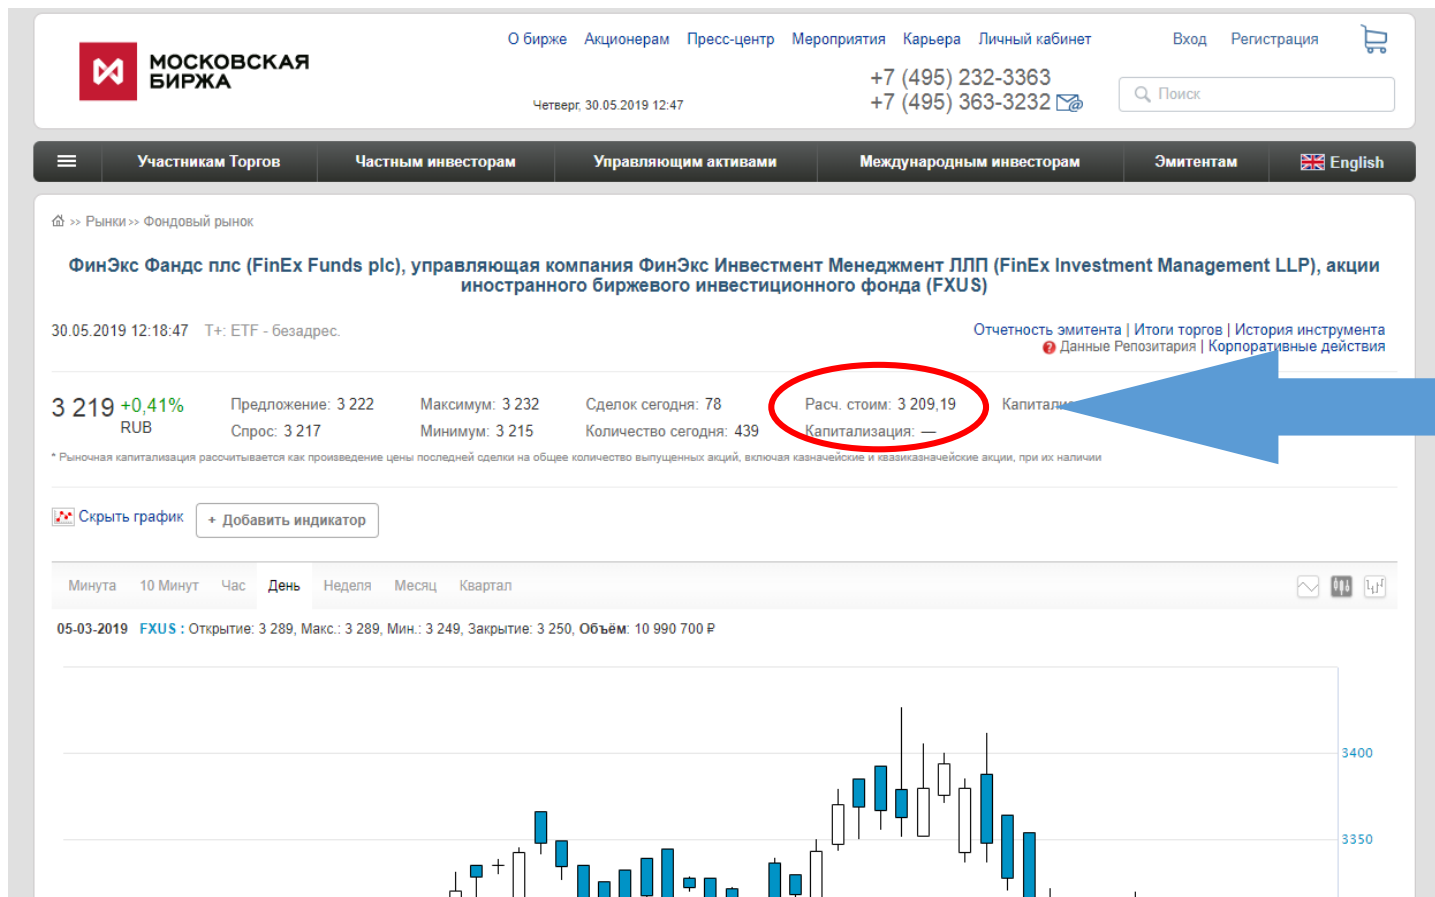 МОСКОВСКАЯ
БИРЖА
О бирже Акционерам Пресс-центр Мероприятия Карьера Личный кабинет Вход Регистрация
+7 (495) 232-3363
Четверг, 30.05.2019 12:47 +7 (495) 363-3232
Поиск
Участникам Торгов Частным инвесторам Управляющим активами Международным инвесторам Эмитентам English
>> Рынки >> Фондовый рынок
ФинЭкс Фандс плс (FinEx Funds plc), управляющая компания ФинЭкс Инвестмент Менеджмент ЛЛП (FinEx Investment Management LLP), акции
иностранного биржевого инвестиционного фонда (FXUS)
30.05.2019 12:18:47 T+: ETF - безадрес.
Отчетность эмитента | Итоги торгов | История инструмента
? Данные Репозитария | Корпоративные действия
3 219 +0,41% Предложение: 3 222 Максимум: 3 232 Сделок сегодня: 78 Расч. стоим: 3 209,19
RUB Спрос: 3 217 Минимум: 3 215 Количество сегодня: 439 Капитализация: —
* Рыночная капитализация рассчитывается как произведение цены последней сделки на общее количество выпущенных акций, включая казначейские и квазиказначейские акции, при их наличии
Скрыть график + Добавить индикатор
Минута 10 Минут Час День Неделя Месяц Квартал
05-03-2019 FXUS : Открытие: 3 289, Макс.: 3 289, Мин.: 3 249, Закрытие: 3 250, Объём: 10 990 700 ₽
3400
3350